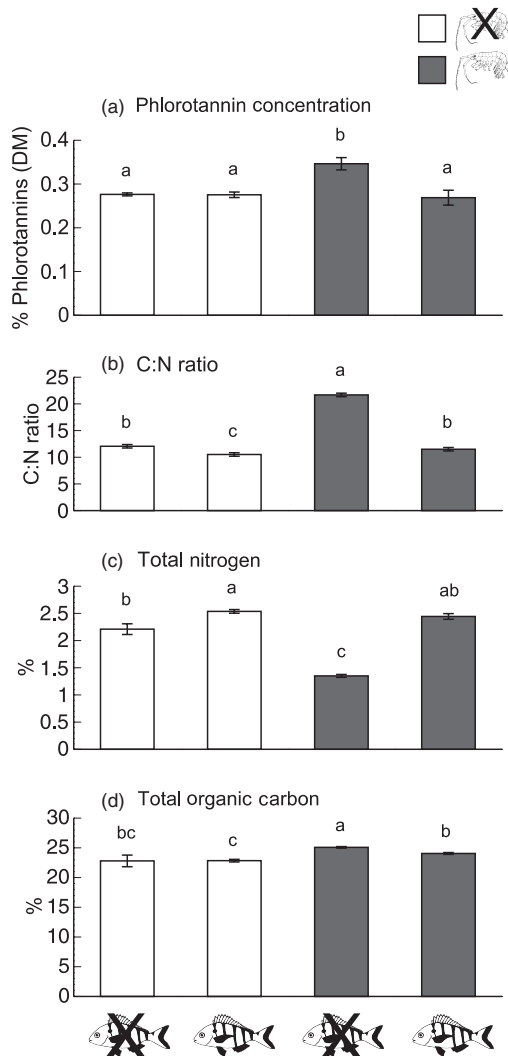 (a) Phlorotannin concentration
% Phlorotannins (DM)
0.4
0.3
0.2
0.1
0
a
a
b
a
(b) C:N ratio
C:N ratio
25
20
15
10
5
0
b
c
a
b
(c) Total nitrogen
%
3
2.5
2
1.5
1
0.5
0
b
a
c
ab
(d) Total organic carbon
%
30
25
20
15
10
5
0
bc
c
a
b